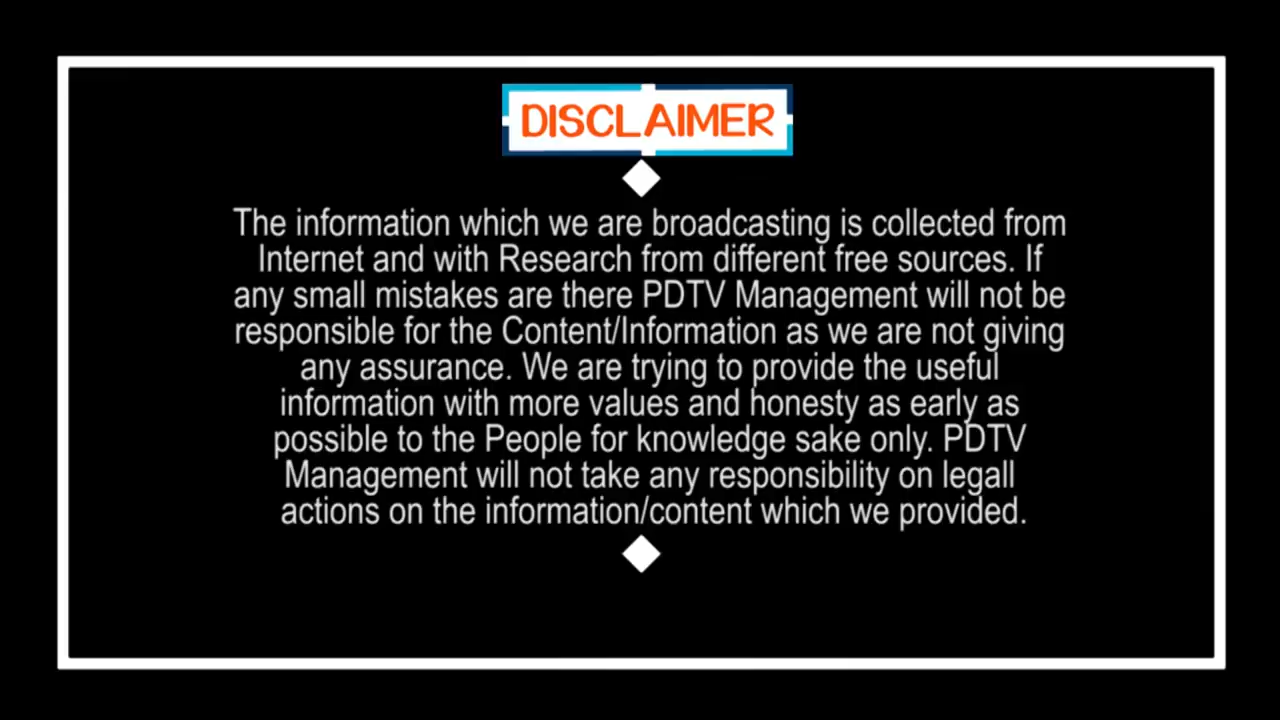 DISCLAIMER
The information which we are broadcasting is collected from
Internet and with Research from different free sources. If
any small mistakes are there PDTV Management will not be
responsible for the Content/Information as we are not giving
any assurance. We are trying to provide the useful
information with more values and honesty as early as
possible to the People for knowledge sake only. PDTV
Management will not take any responsibility on legall
actions on the information/content which we provided.